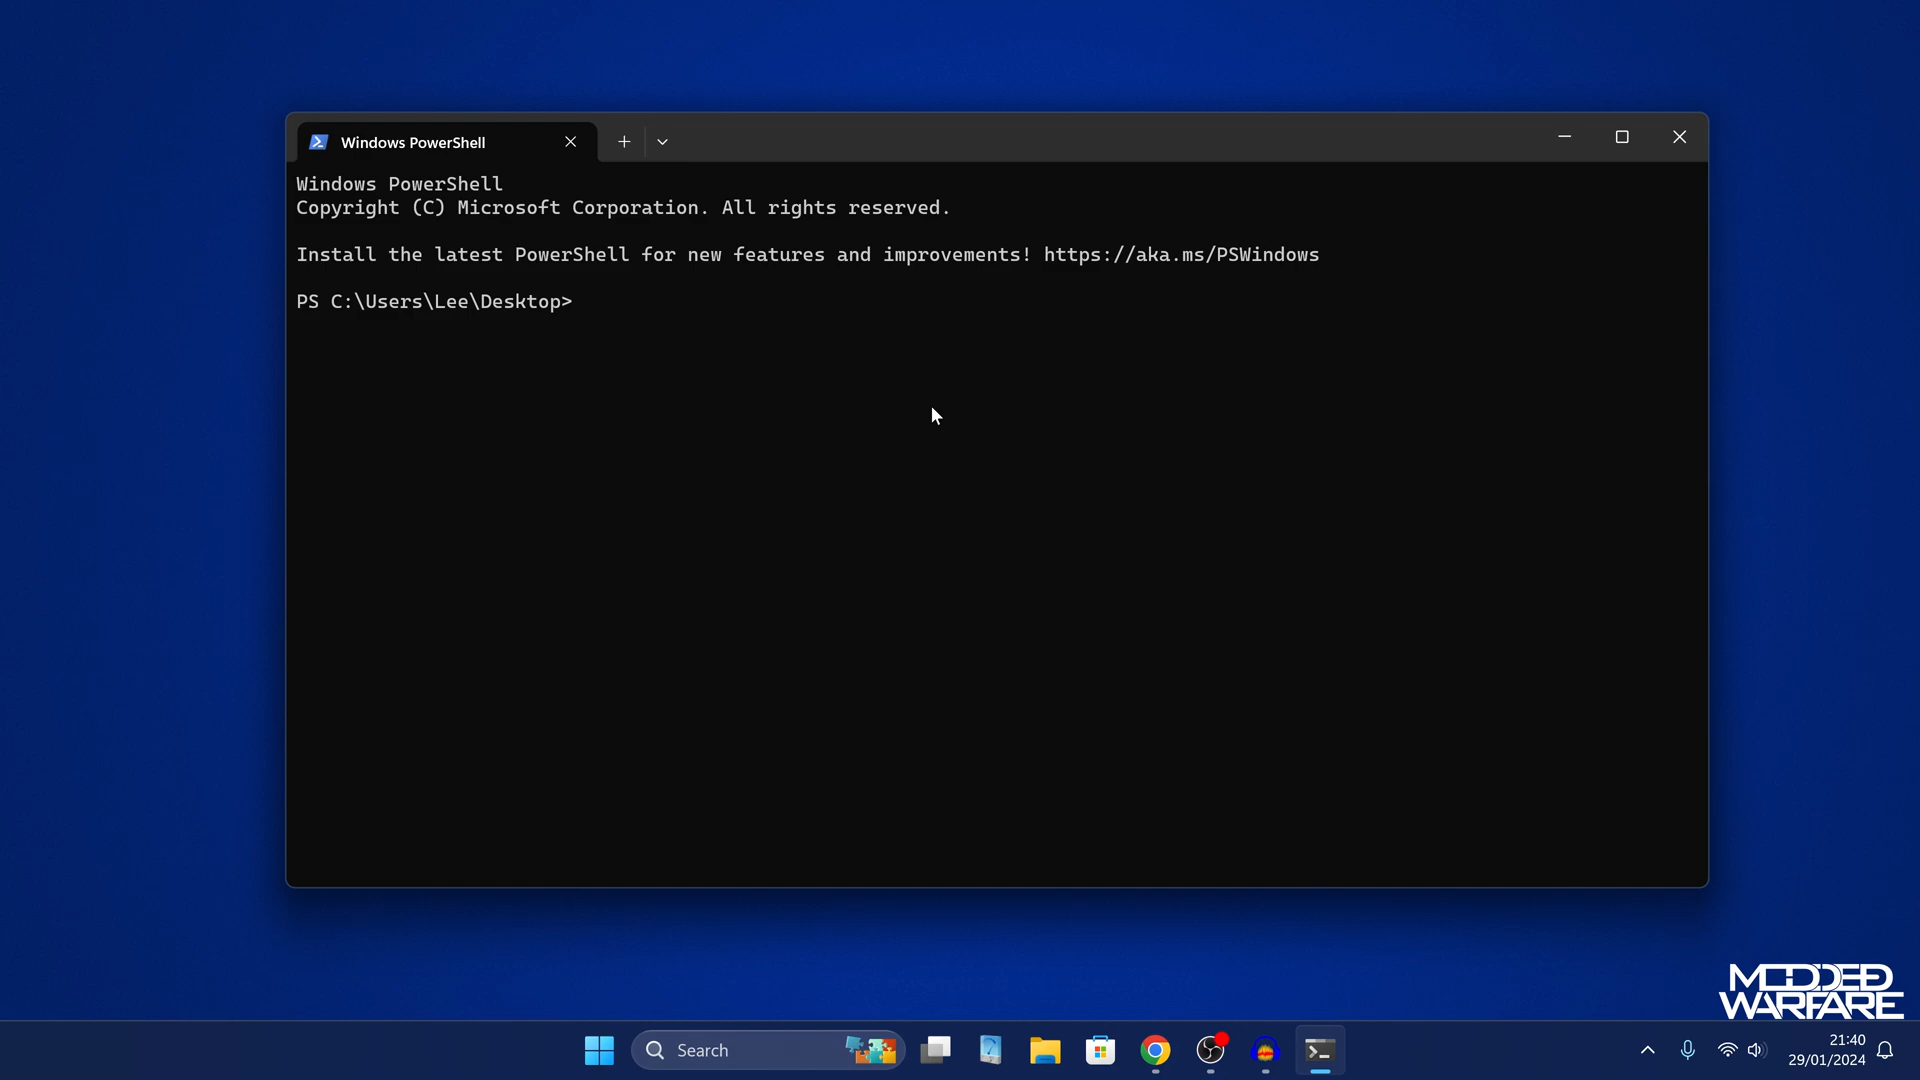 Windows PowerShell
Windows PowerShell
Copyright (C) Microsoft Corporation. All rights reserved.
Install the latest PowerShell for new features and improvements! https://aka.ms/PSWindows
PS C:\Users\Lee\Desktop>
MODDED
WARFARE
Search
21:40
29/01/2024